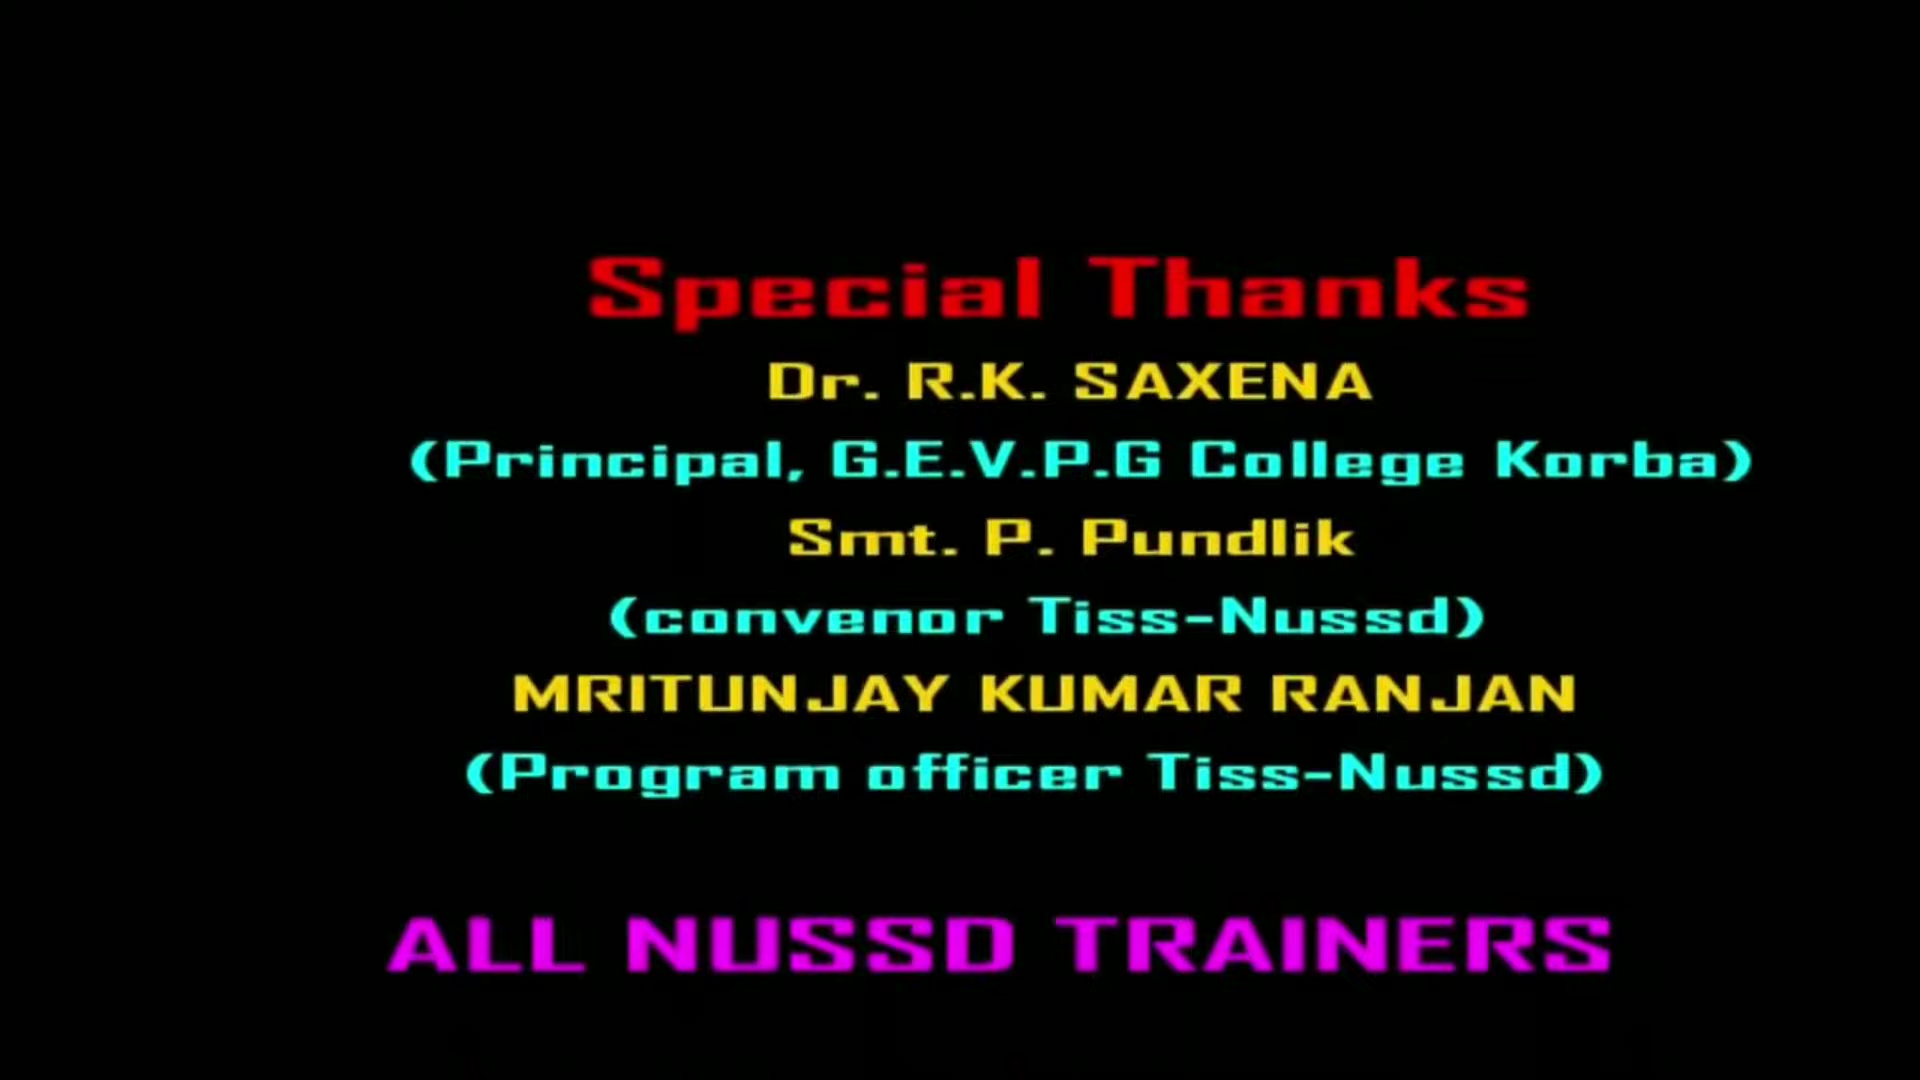 Special Thanks
Dr. R.K. SAXENA
(Principal, G.E.V.P.G College Korba)
Smt. P. Pundlik
(convenor Tiss-Nussd)
MRITUNJAY KUMAR RANJAN
(Program officer Tiss-Nussd)
ALL NUSSD TRAINERS